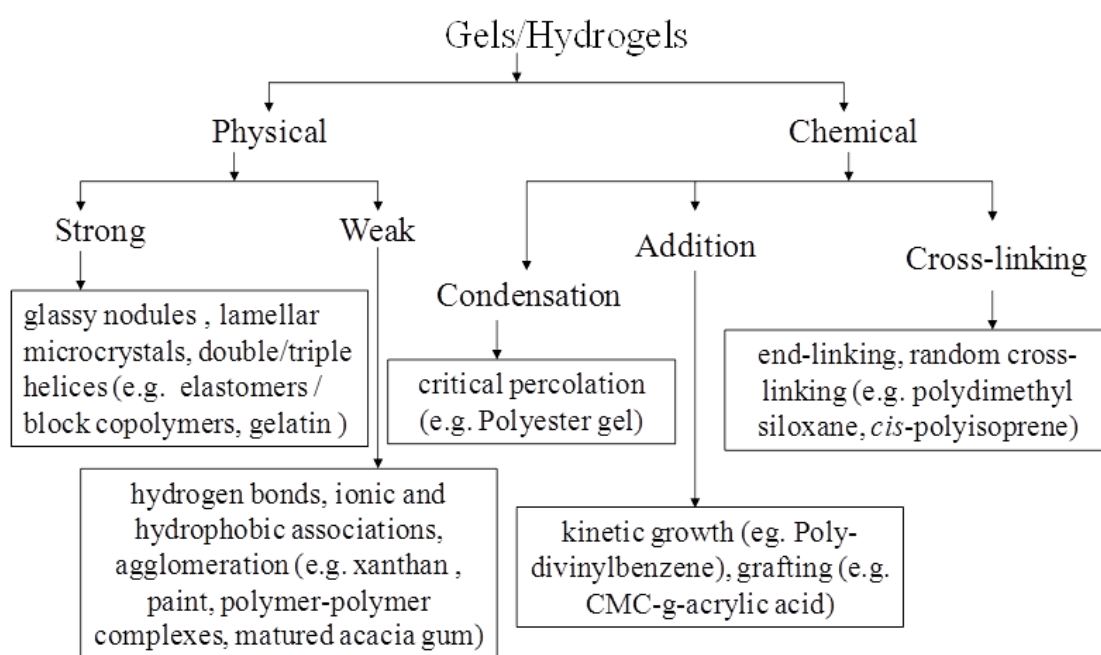 Gels/Hydrogels
Physical
Chemical
Strong
Weak
Condensation
Addition
Cross-linking
glassy nodules , lamellar
microcrystals, double/triple
helices (e.g. elastomers /
block copolymers, gelatin )
hydrogen bonds, ionic and
hydrophobic associations,
agglomeration (e.g. xanthan ,
paint, polymer-polymer
complexes, matured acacia gum)
critical percolation
(e.g. Polyester gel)
kinetic growth (eg. Poly-
divinylbenzene), grafting (e.g.
CMC-g-acrylic acid)
end-linking, random cross-
linking (e.g. polydimethyl
siloxane, cis-polyisoprene)